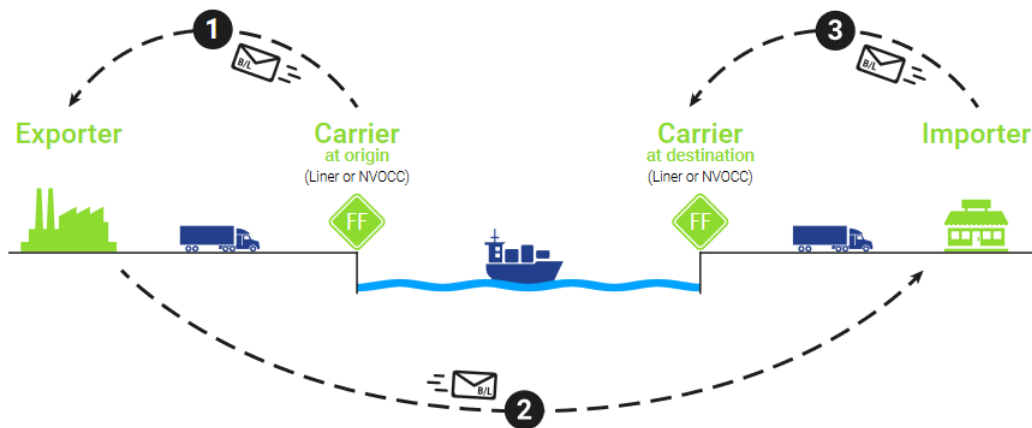 1
B/L
3
B/L
Exporter
Carrier
at origin
(Liner or NVOCC)
Carrier
at destination
(Liner or NVOCC)
Importer
FF
FF
B/L
2